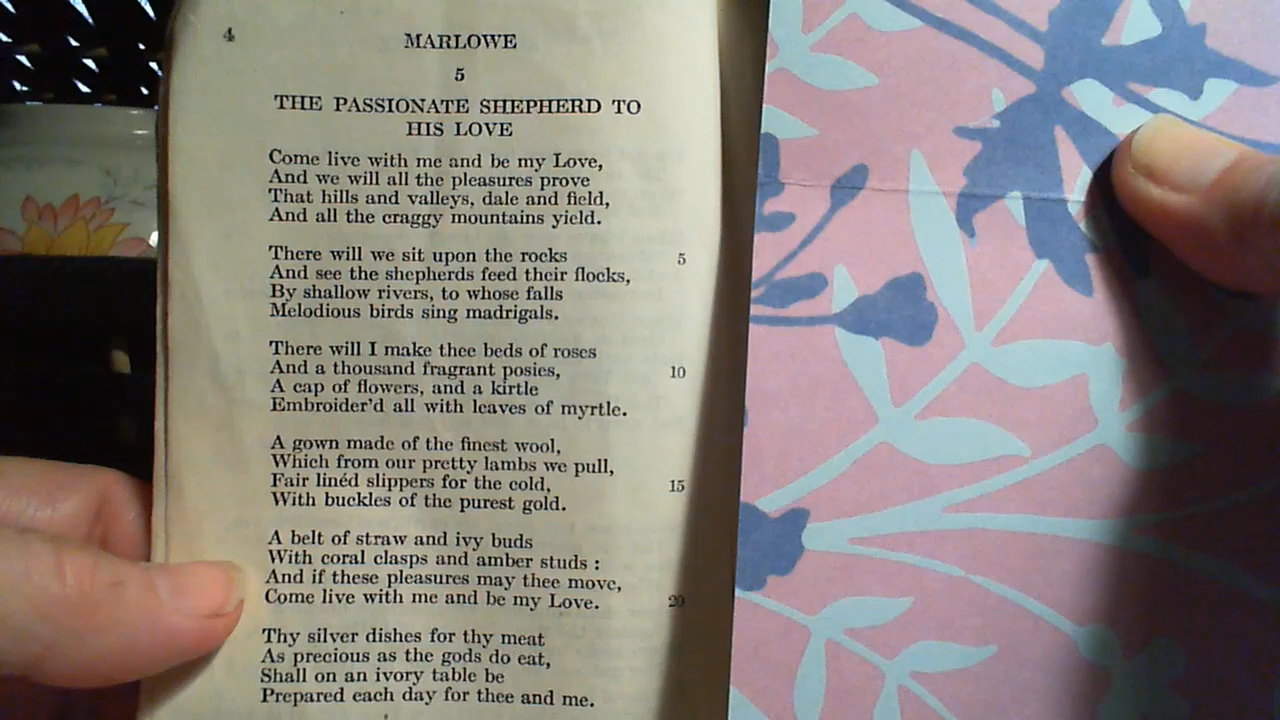 4
MARLOWE
5
THE PASSIONATE SHEPHERD TO
HIS LOVE
Come live with me and be my Love,
And we will all the pleasures prove
That hills and valleys, dale and field,
And all the craggy mountains yield.
There will we sit upon the rocks 5
And see the shepherds feed their flocks,
By shallow rivers, to whose falls
Melodious birds sing madrigals.
There will I make thee beds of roses
And a thousand fragrant posies, 10
A cap of flowers, and a kirtle
Embroider'd all with leaves of myrtle.
A gown made of the finest wool,
Which from our pretty lambs we pull,
Fair linéd slippers for the cold, 15
With buckles of the purest gold.
A belt of straw and ivy buds
With coral clasps and amber studs :
And if these pleasures may thee move,
Come live with me and be my Love. 20
Thy silver dishes for thy meat
As precious as the gods do eat,
Shall on an ivory table be
Prepared each day for thee and me.